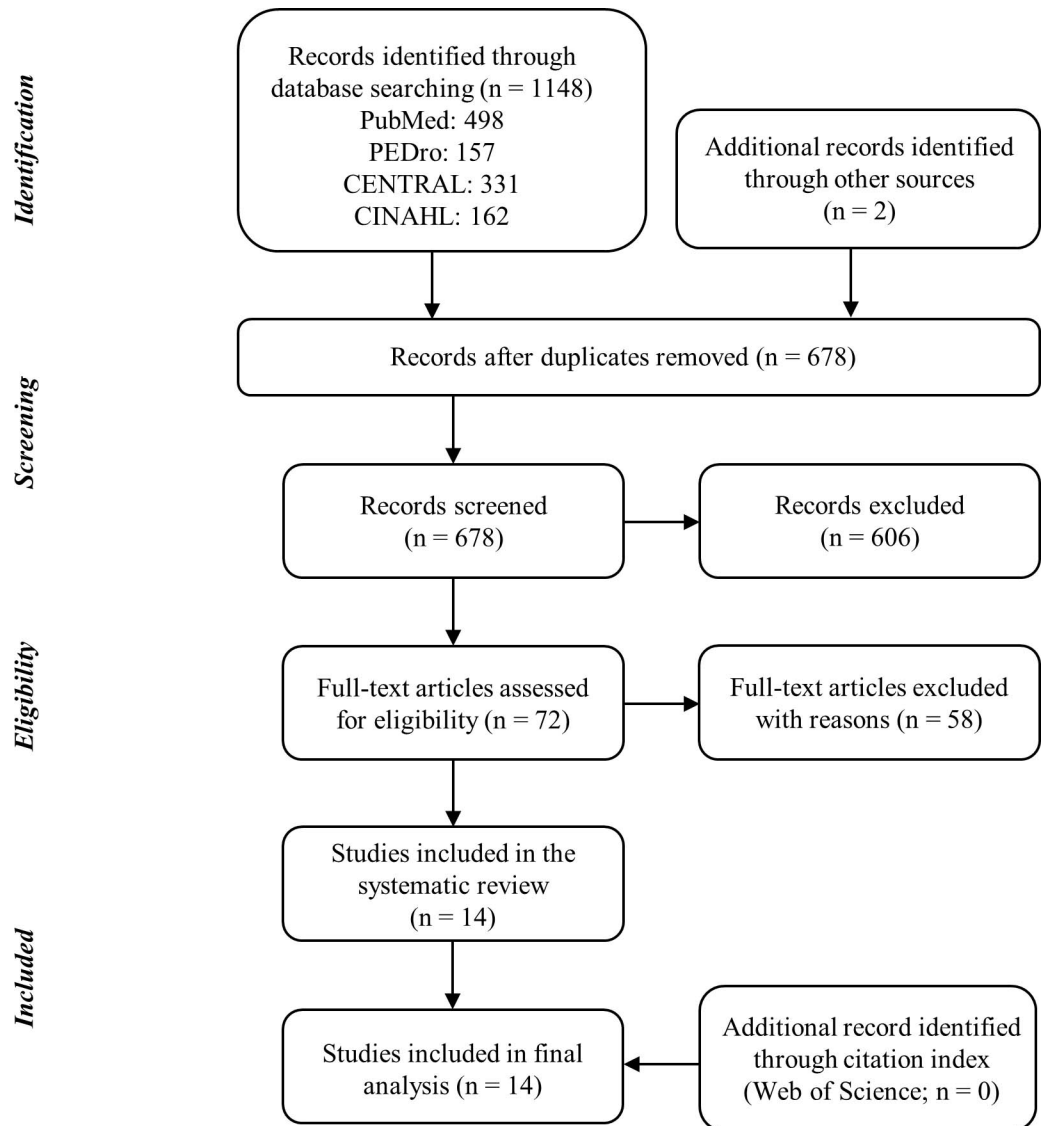 Identification
Records identified through
database searching (n = 1148)
PubMed: 498
PEDro: 157
CENTRAL: 331
CINAHL: 162
Additional records identified
through other sources
(n = 2)
Screening
Records after duplicates removed (n = 678)
Records screened
(n = 678)
Records excluded
(n = 606)
Eligibility
Full-text articles assessed
for eligibility (n = 72)
Full-text articles excluded
with reasons (n = 58)
Included
Studies included in the
systematic review
(n = 14)
Studies included in final
analysis (n = 14)
Additional record identified
through citation index
(Web of Science; n = 0)